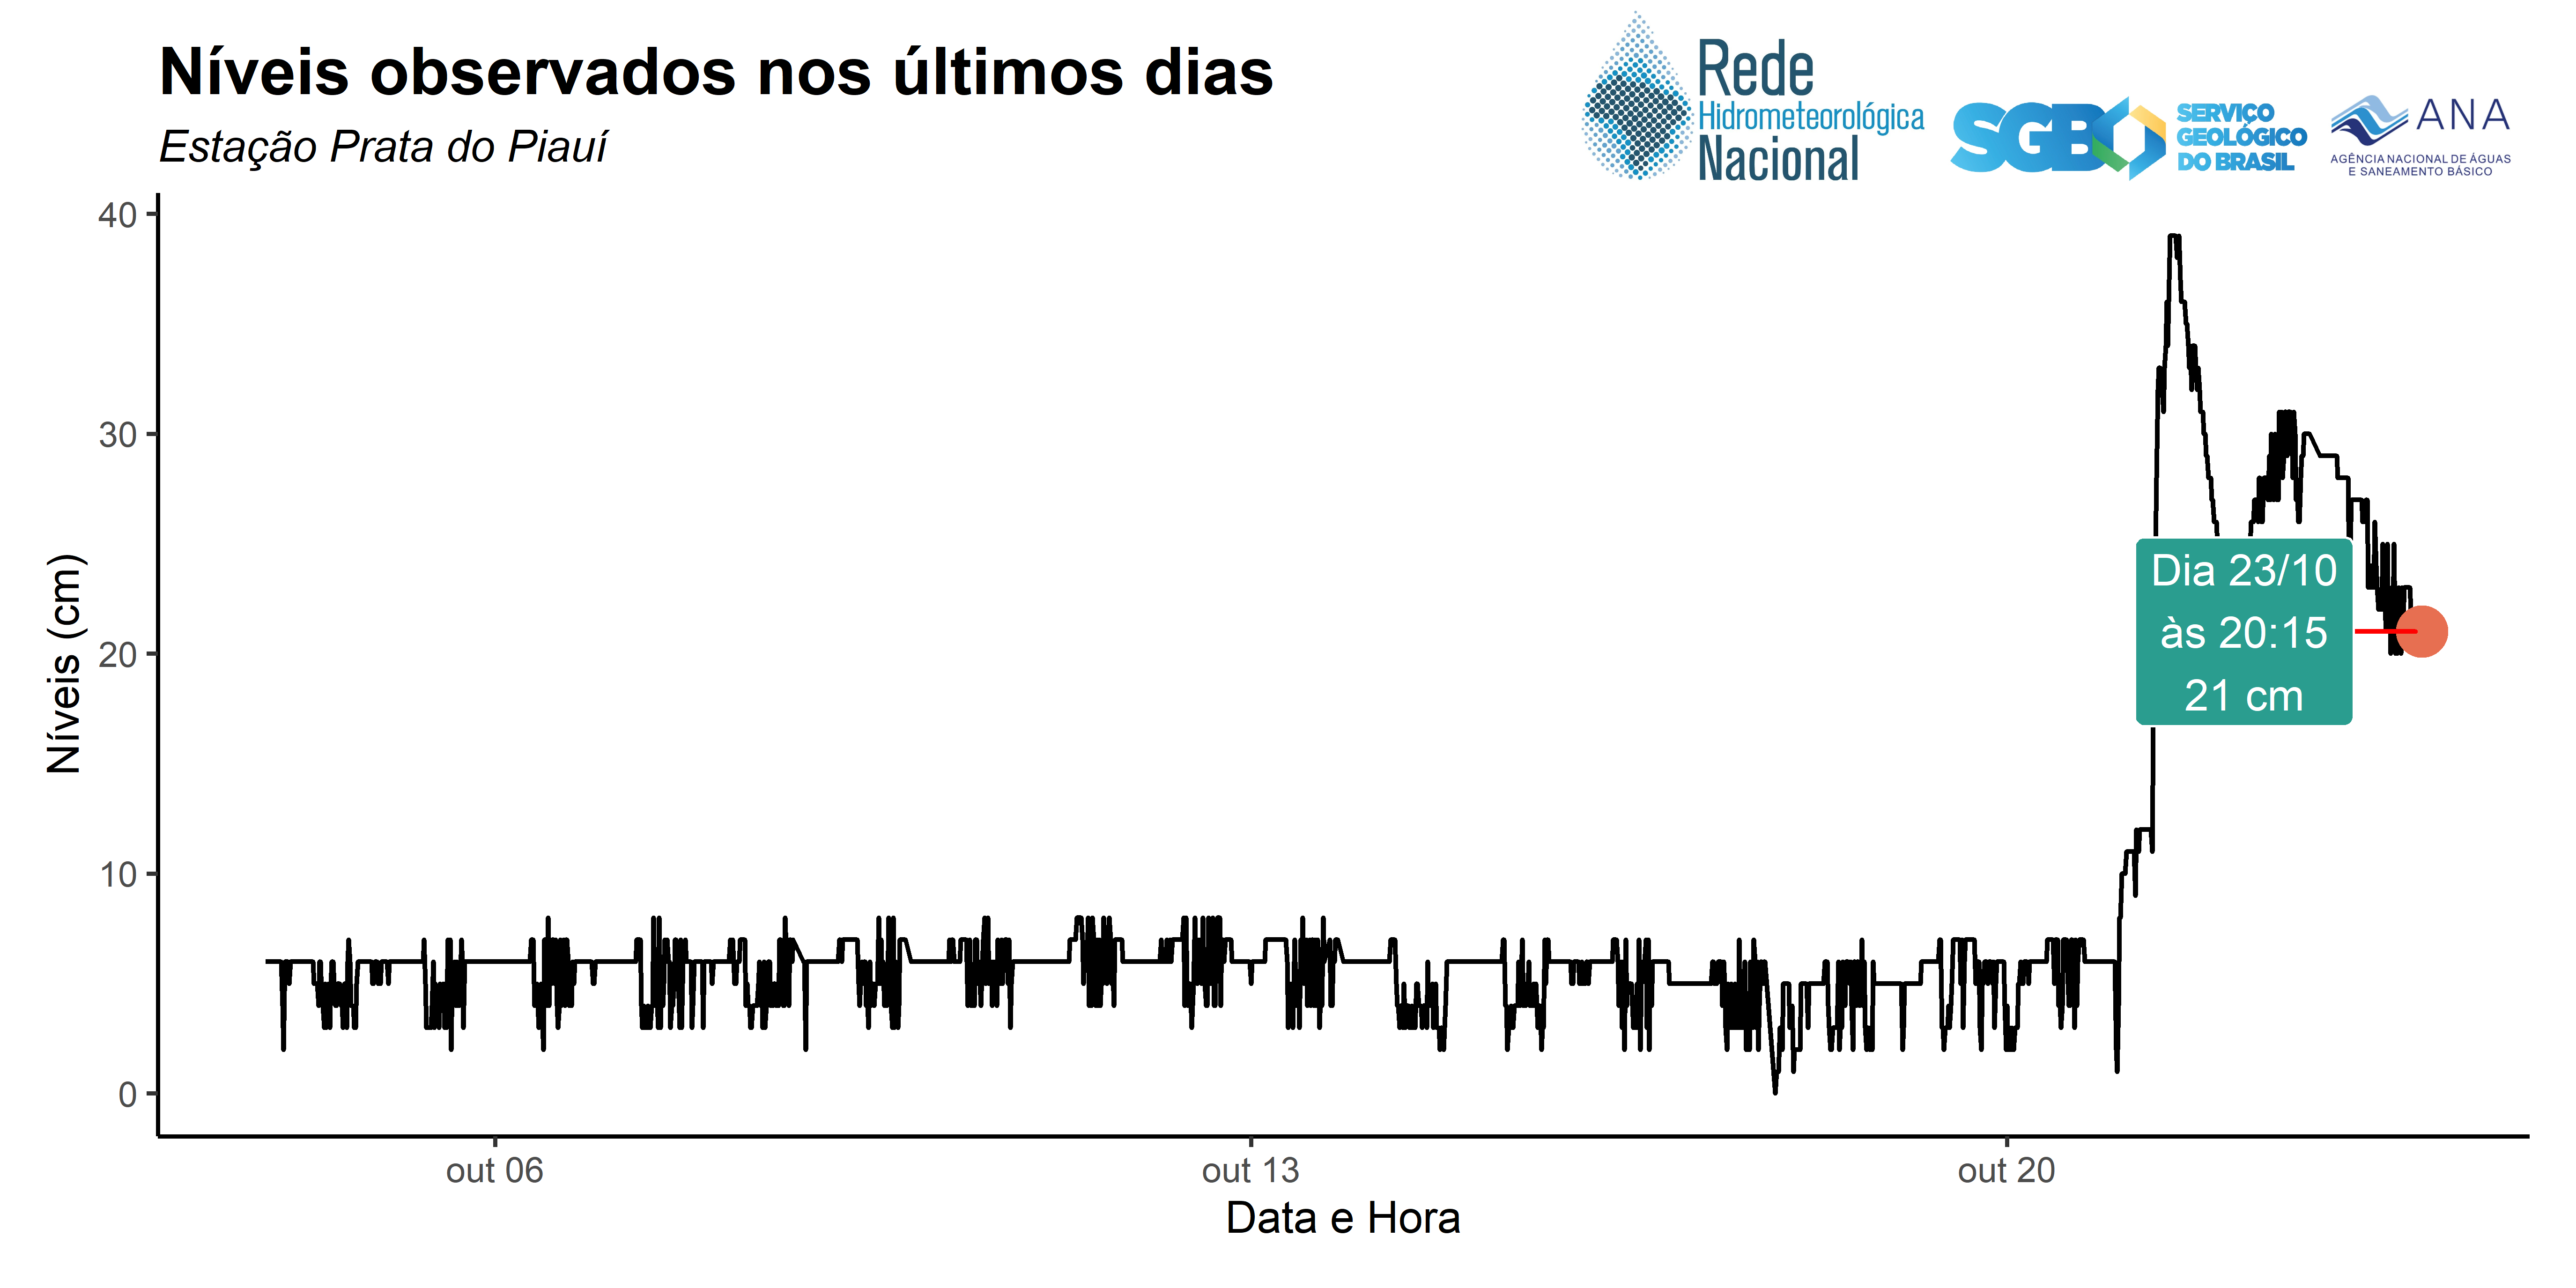 Níveis observados nos últimos dias
Estação Prata do Piauí
Rede
Hidrometeorológica
Nacional
SGB
SERVIÇO
GEOLÓGICO
DO BRASIL
ANA
AGÊNCIA NACIONAL DE ÁGUAS
E SANEAMENTO BÁSICO
40
30
20
10
0
Níveis (cm)
Dia 23/10
às 20:15
21 cm
out 06
out 13
out 20
Data e Hora